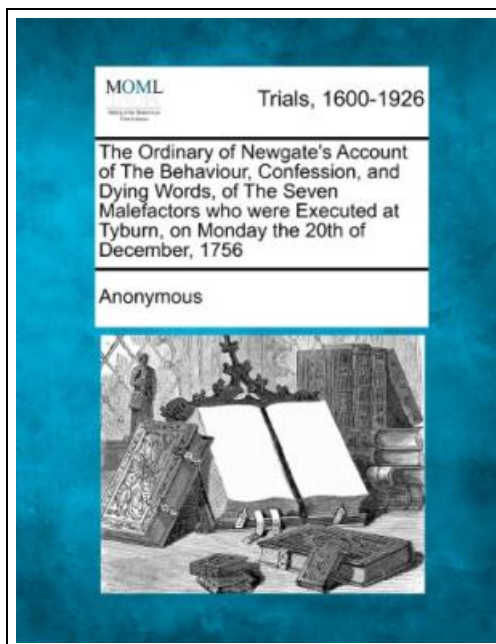 MOML
Trials, 1600-1926
The Ordinary of Newgate's Account
of The Behaviour, Confession, and
Dying Words, of The Seven
Malefactors who were Executed at
Tyburn, on Monday the 20th of
December, 1756
Anonymous